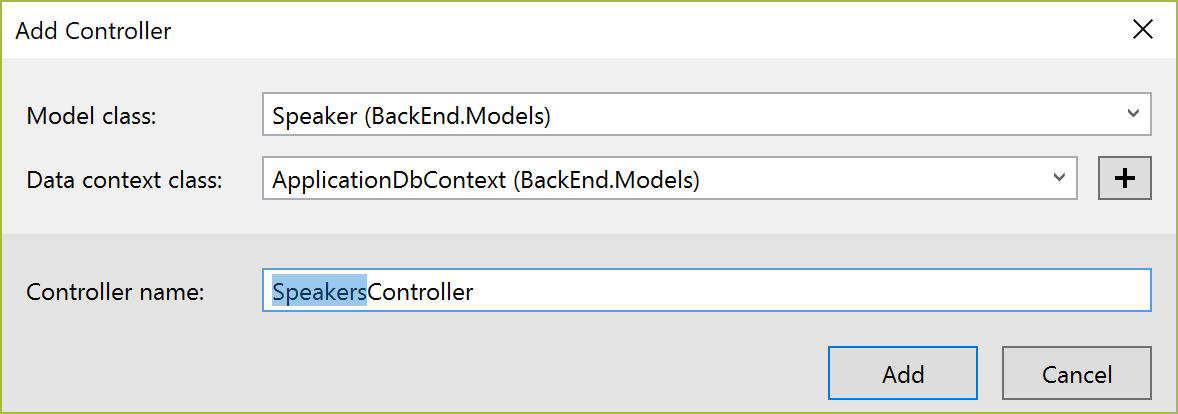 Add Controller
Model class: Speaker (BackEnd.Models)
Data context class: ApplicationDbContext (BackEnd.Models)
Controller name: SpeakersController
Add Cancel